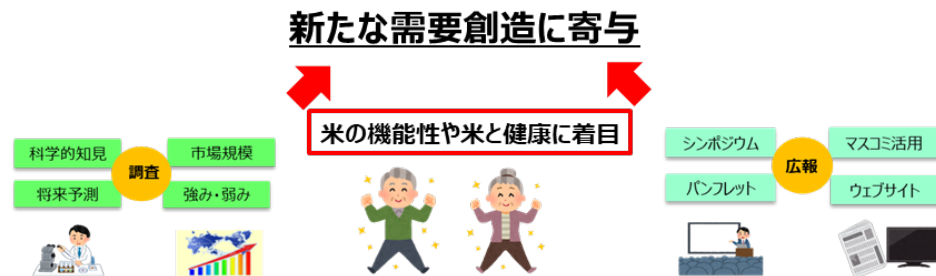 新たな需要創造に寄与
米の機能性や米と健康に着目
科学的知見
市場規模
調査
将来予測
強み・弱み
シンポジウム
マスコミ活用
広報
パンフレット
ウェブサイト